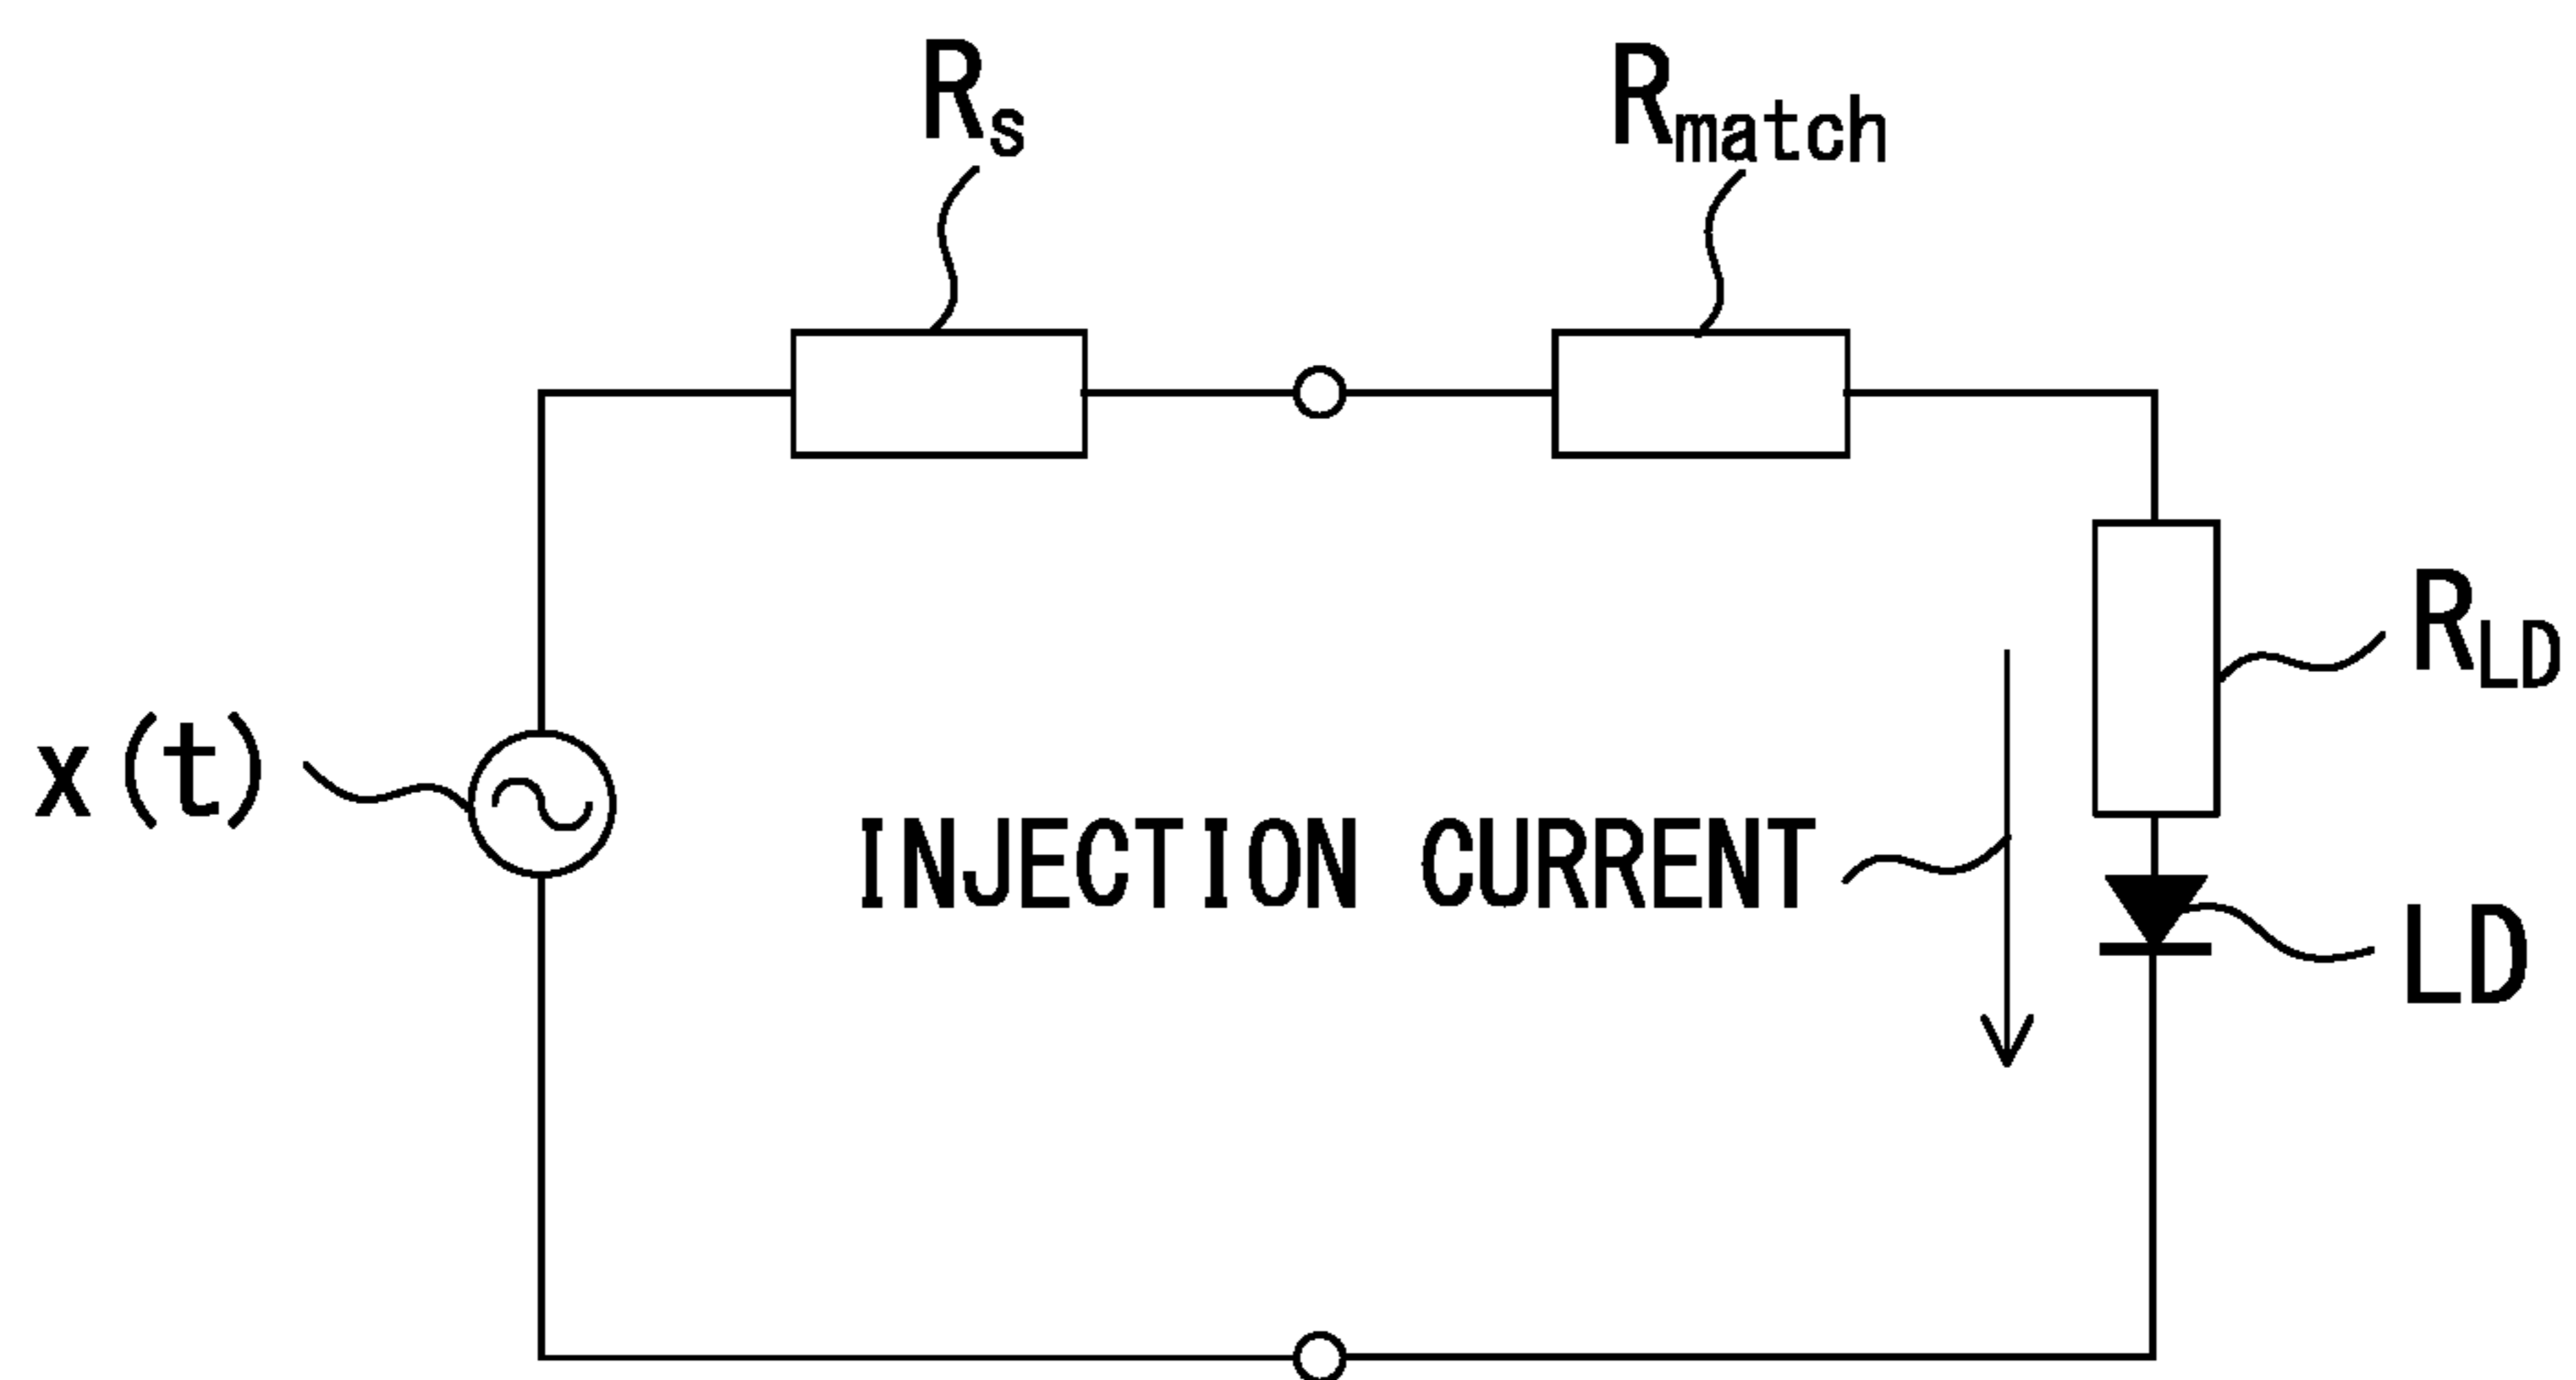 Rs
Rmatch
RLD
x(t)
INJECTION CURRENT
LD